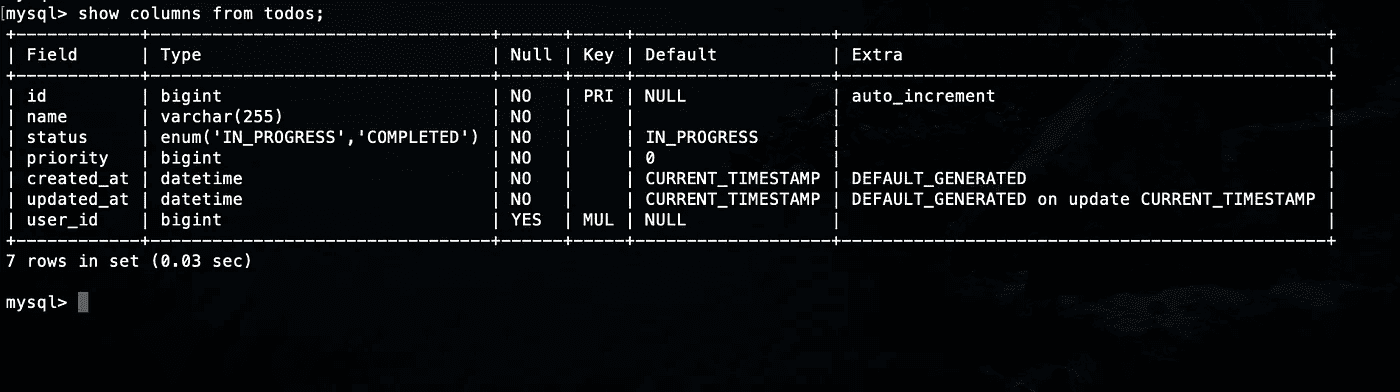 [mysql> show columns from todos;
+------------+---------------------------------+------+-----+-------------------+-----------------------------------------------+
| Field      | Type                            | Null | Key | Default           | Extra                                         |
+------------+---------------------------------+------+-----+-------------------+-----------------------------------------------+
| id         | bigint                          | NO   | PRI | NULL              | auto_increment                                |
| name       | varchar(255)                    | NO   |     |                   |                                               |
| status     | enum('IN_PROGRESS','COMPLETED') | NO   |     | IN_PROGRESS       |                                               |
| priority   | bigint                          | NO   |     | 0                 |                                               |
| created_at | datetime                        | NO   |     | CURRENT_TIMESTAMP | DEFAULT_GENERATED                             |
| updated_at | datetime                        | NO   |     | CURRENT_TIMESTAMP | DEFAULT_GENERATED on update CURRENT_TIMESTAMP |
| user_id    | bigint                          | YES  | MUL | NULL              |                                               |
+------------+---------------------------------+------+-----+-------------------+-----------------------------------------------+
7 rows in set (0.03 sec)
mysql>